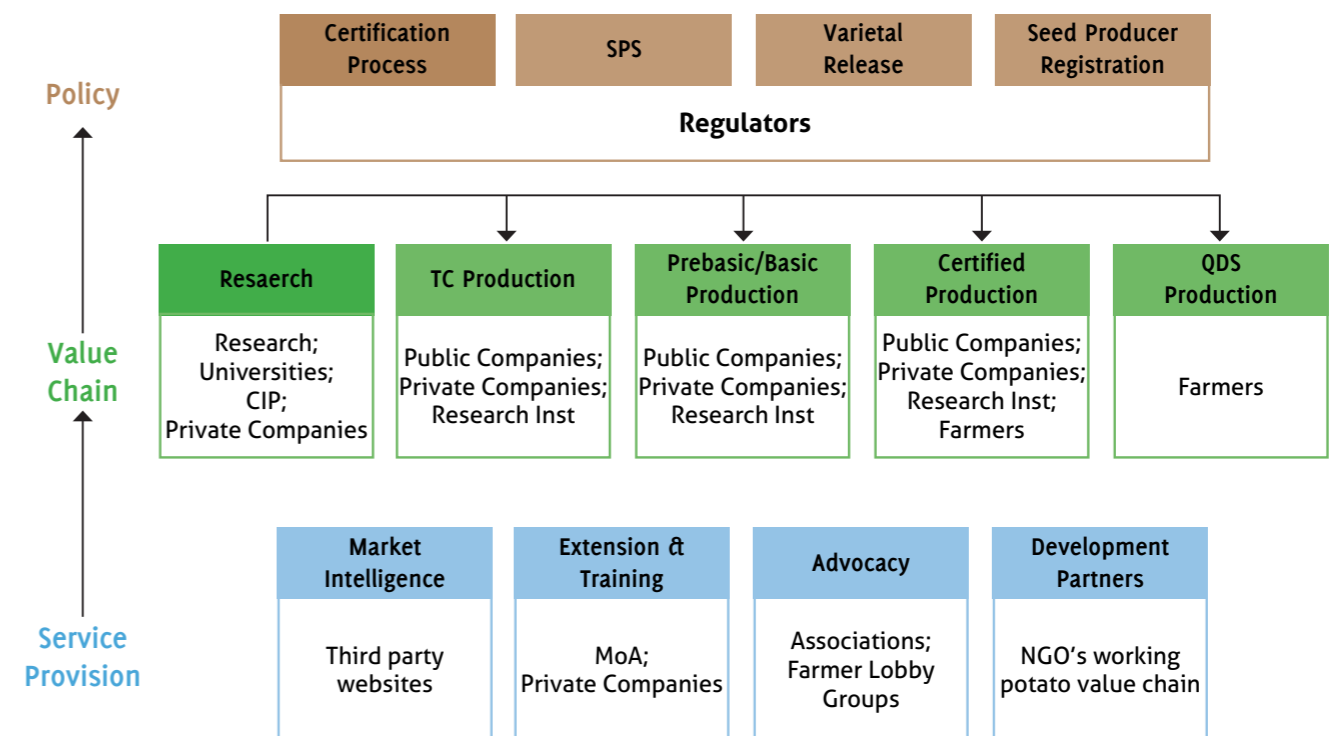 Certification
Process
SPS
Varietal
Release
Seed Producer
Registration
Policy
Regulators
Resaerch
TC Production
Prebasic/Basic
Production
Certified
Production
QDS
Production
Value
Chain
Research;
Universities;
CIP;
Private Companies
Public Companies;
Private Companies;
Research Inst
Public Companies;
Private Companies;
Research Inst
Public Companies;
Private Companies;
Research Inst;
Farmers
Farmers
Market
Intelligence
Extension &
Training
Advocacy
Development
Partners
Service
Provision
Third party
websites
MoA;
Private Companies
Associations;
Farmer Lobby
Groups
NGO's working
potato value chain